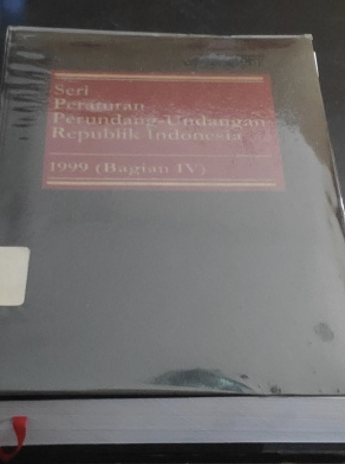 Seri
Peraturan
Perundang-Undangan
Republik Indonesia
1999 (Bagian IV)